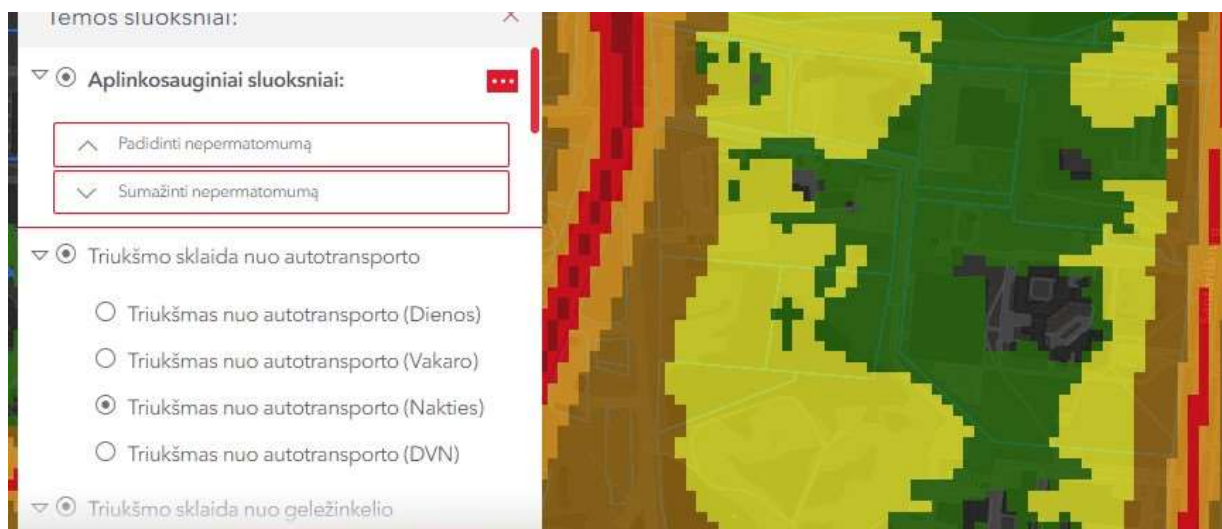 Temos sluoksniai:
Aplinkosauginiai sluoksniai:
Padidinti nepermatomumą
Sumažinti nepermatomumą
Triukšmo sklaida nuo autotransporto
Triukšmas nuo autotransporto (Dienos)
Triukšmas nuo autotransporto (Vakaro)
Triukšmas nuo autotransporto (Nakties)
Triukšmas nuo autotransporto (DVN)
Triukšmo sklaida nuo geležinkelio